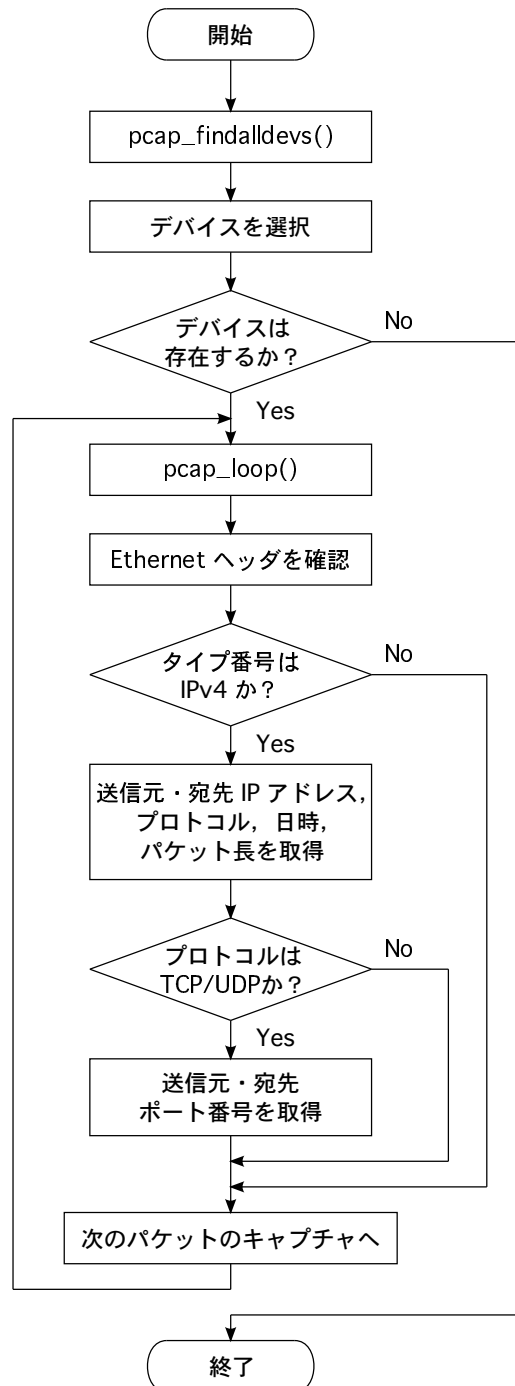 開始
pcap_findalldevs()
デバイスを選択
デバイスは
存在するか？
No
Yes
pcap_loop()
Ethernet ヘッダを確認
タイプ番号は
IPv4 か？
No
Yes
送信元・宛先 IP アドレス，
プロトコル，日時，
パケット長を取得
プロトコルは
TCP/UDPか？
No
Yes
送信元・宛先
ポート番号を取得
次のパケットのキャプチャへ
終了